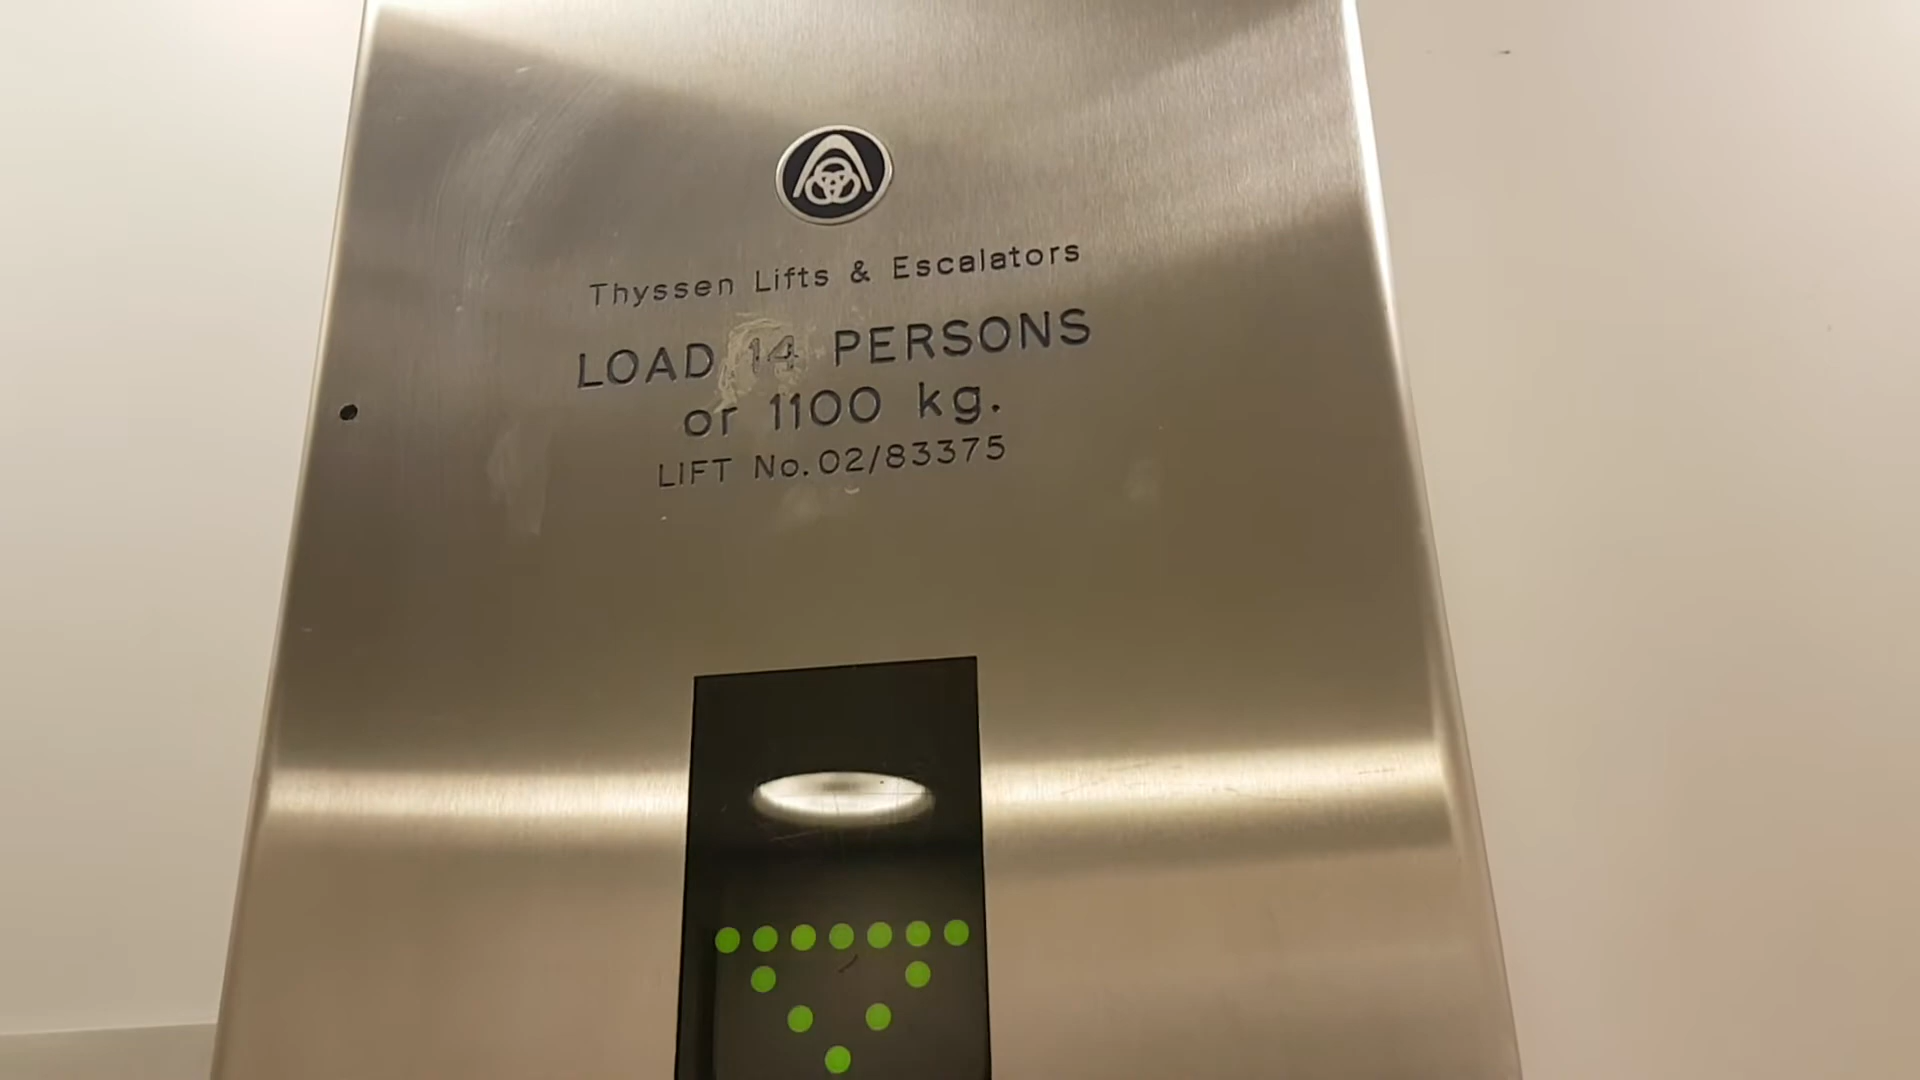 Thyssen Lifts & Escalators
LOAD 14 PERSONS
or 1100 kg.
LIFT No.02/83375